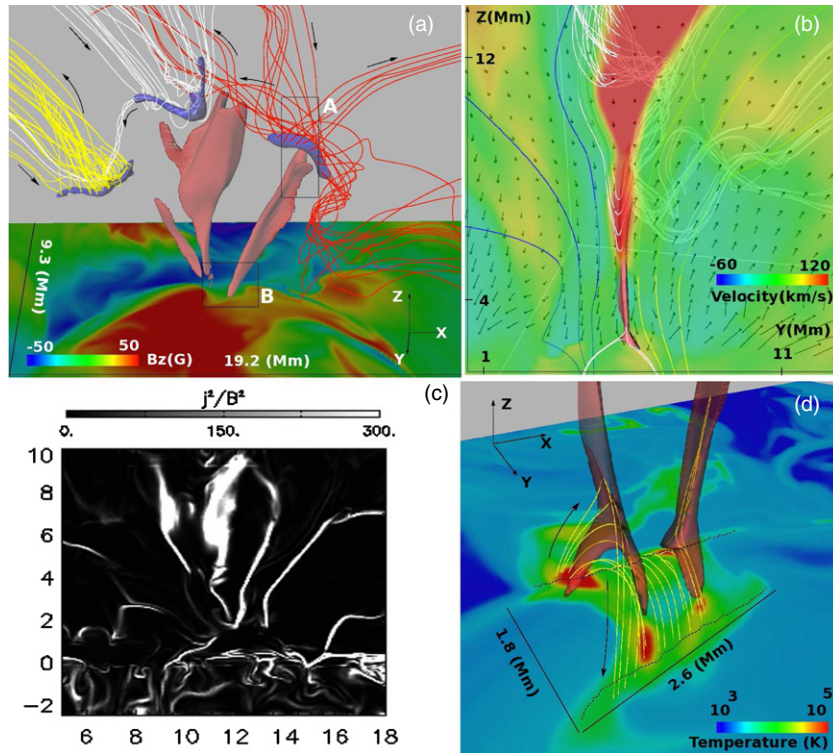 (a)
A
9.3 (Mm)
B
Z
X
Y
-50 50 Bz(G) 19.2 (Mm)
(b)
Z(Mm)
12
-60 120
Velocity(km/s)
4
Y(Mm)
1 11
(c)
j²/B²
0. 150. 300.
10
8
6
4
2
0
-2
6 8 10 12 14 16 18
(d)
Z
X
Y
1.8 (Mm)
2.6 (Mm)
10³ 10⁵
Temperature (K)